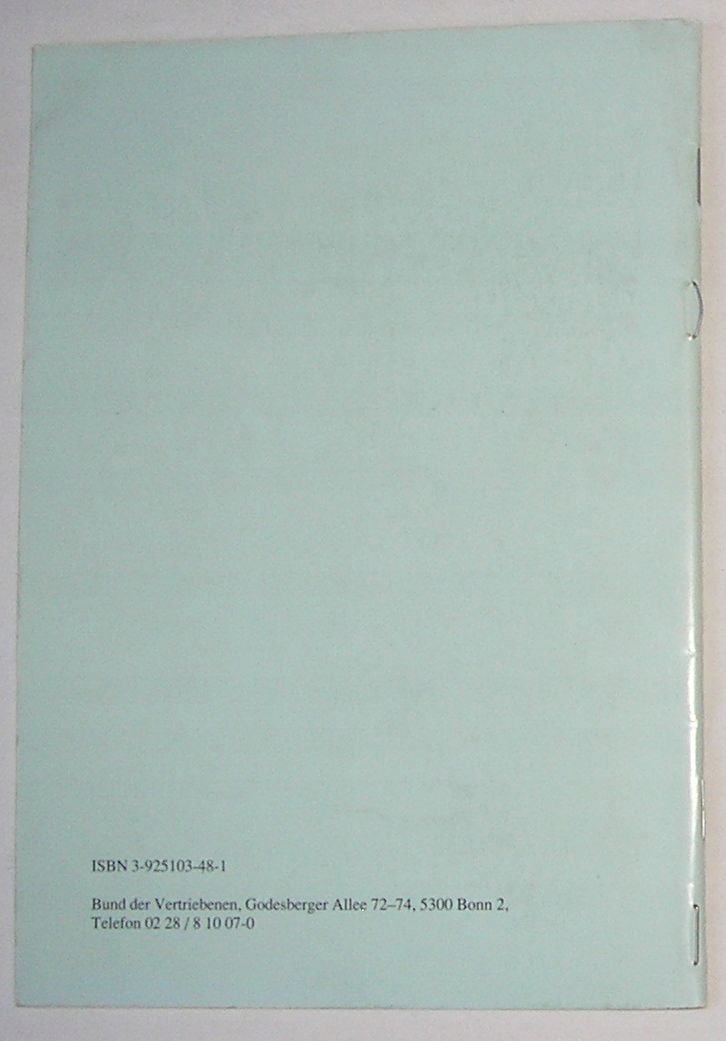 ISBN 3-925103-48-1
Bund der Vertriebenen, Godesberger Allee 72–74, 5300 Bonn 2,
Telefon 02 28 / 8 10 07-0